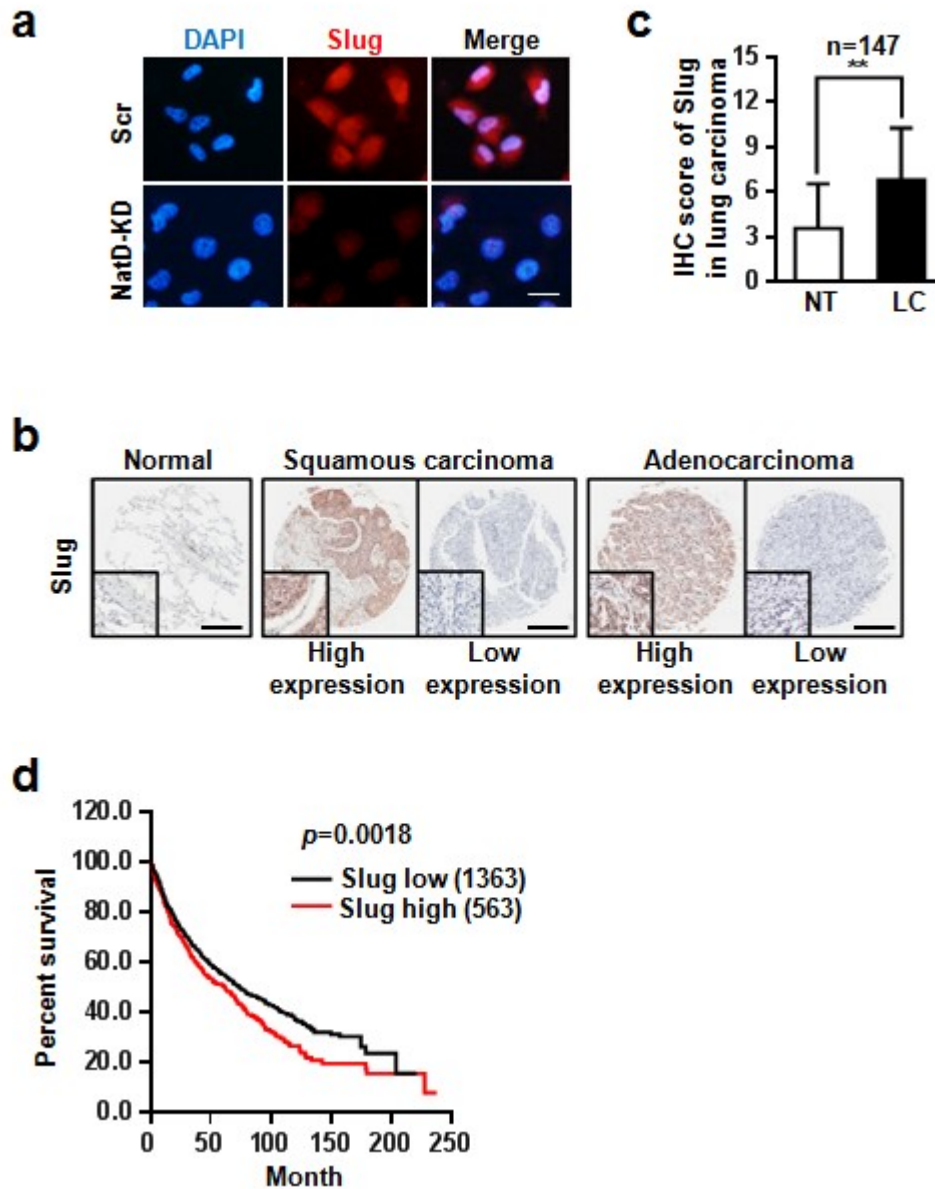 a
DAPI Slug Merge
Scr
NatD-KD
c
n=147
**
IHC score of Slug
in lung carcinoma
15
12
9
6
3
0
NT LC
b
Normal Squamous carcinoma Adenocarcinoma
Slug
High expression Low expression High expression Low expression
d
p=0.0018
Slug low (1363)
Slug high (563)
Percent survival
120.0
100.0
80.0
60.0
40.0
20.0
0.0
0 50 100 150 200 250
Month